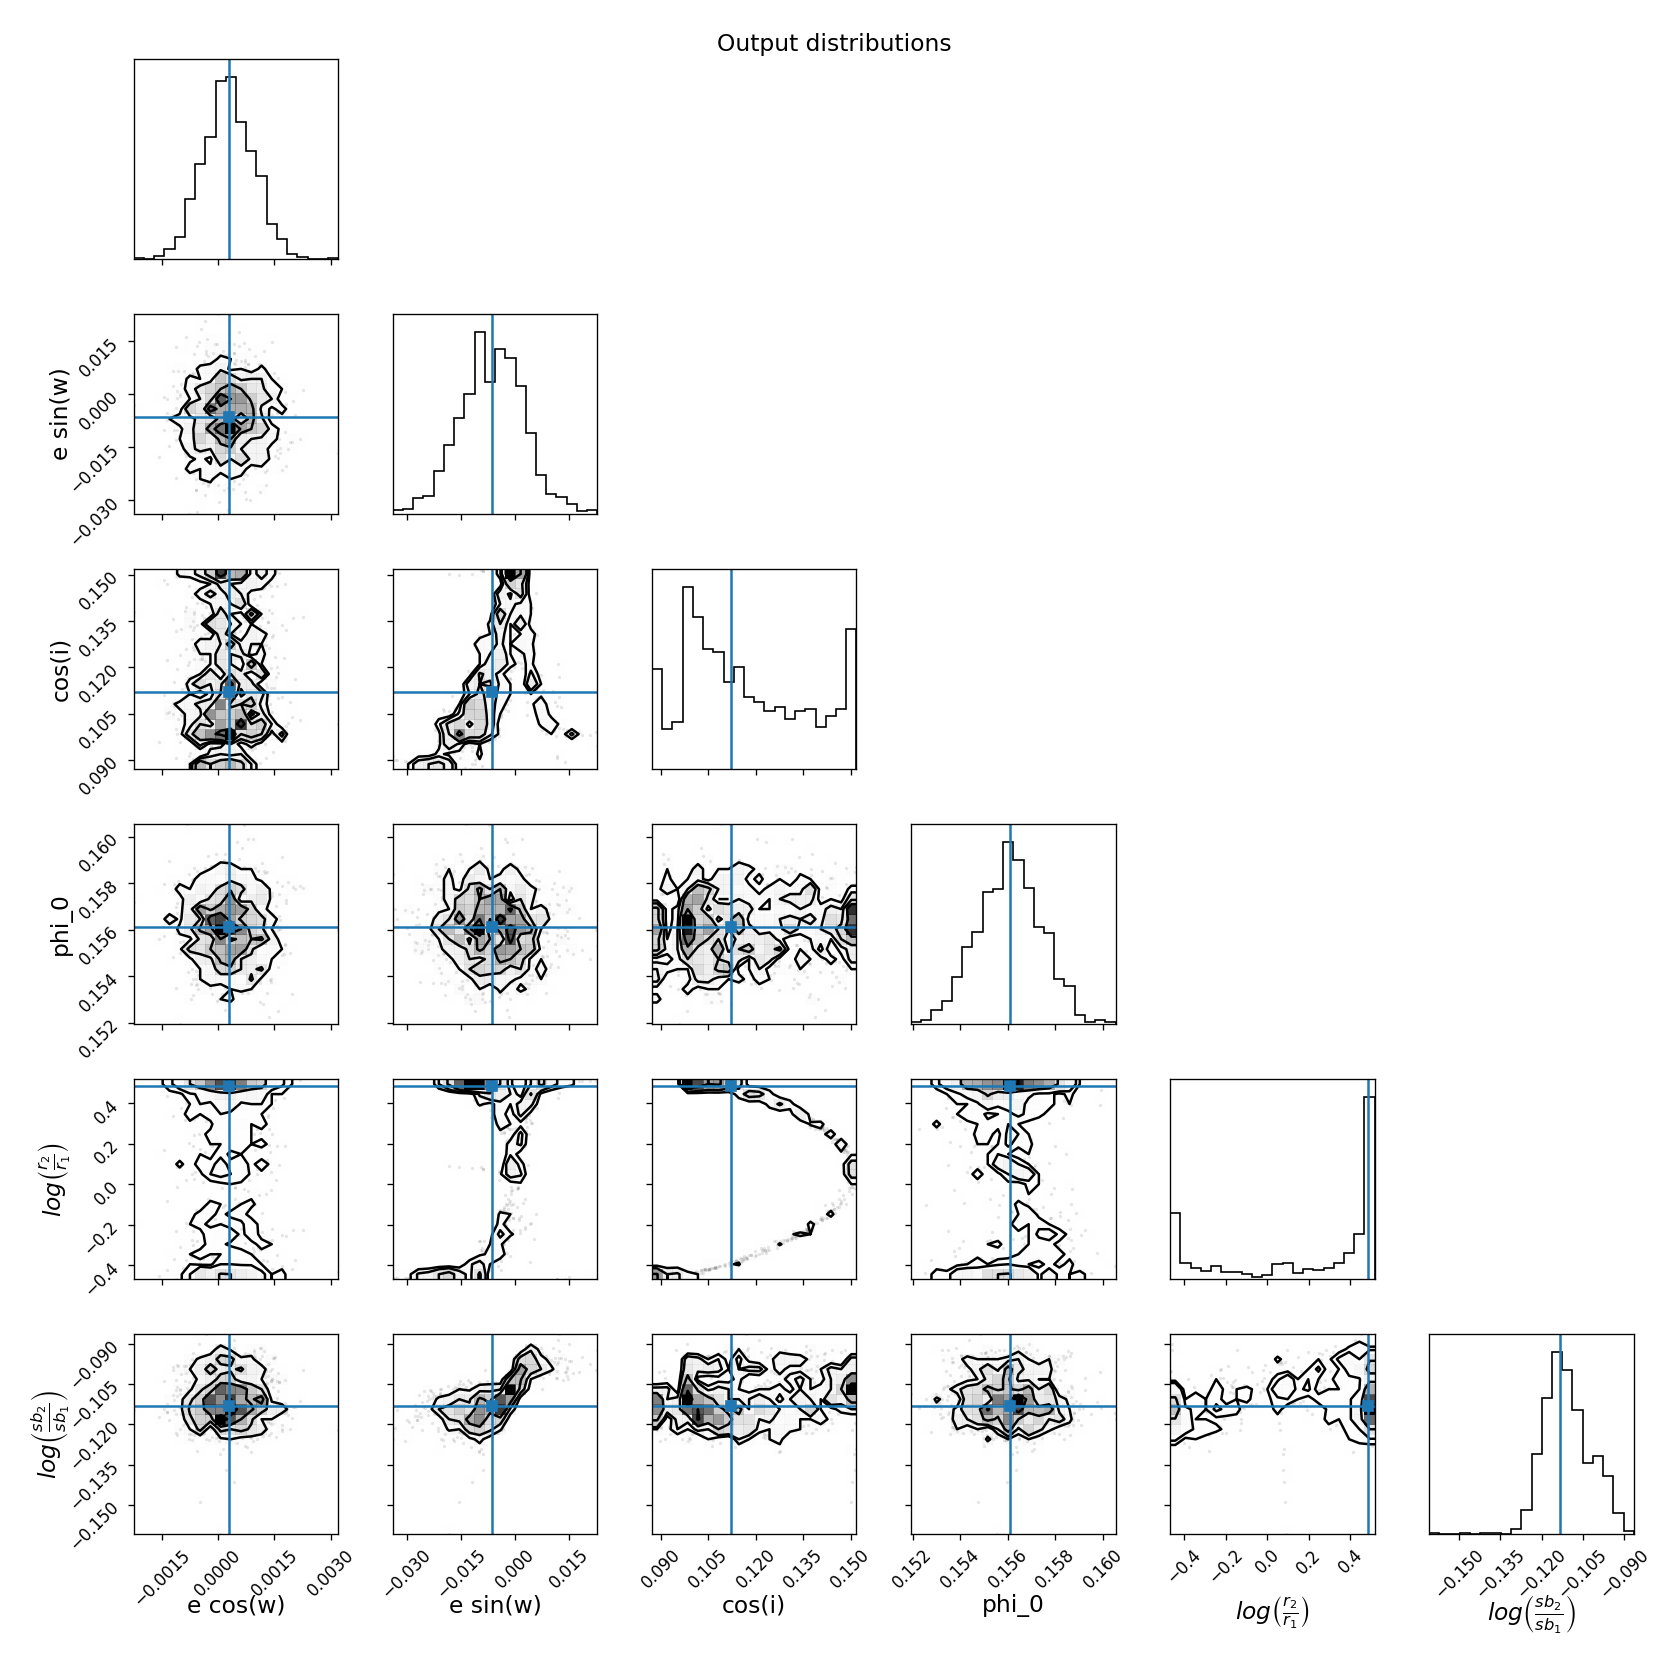 Output distributions
e sin(w)
0.015
0.000
−0.015
−0.030
cos(i)
0.150
0.135
0.120
0.105
0.090
phi_0
0.160
0.158
0.156
0.154
0.152
log(r₂/r₁)
0.4
0.2
0.0
−0.2
−0.4
log(sb₂/sb₁)
−0.090
−0.105
−0.120
−0.135
−0.150
−0.0015 0.0000 0.0015 0.0030
−0.030 −0.015 0.000 0.015
0.090 0.105 0.120 0.135 0.150
0.152 0.154 0.156 0.158 0.160
−0.4 −0.2 0.0 0.2 0.4
−0.150 −0.135 −0.120 −0.105 −0.090
e cos(w)
e sin(w)
cos(i)
phi_0
log(r₂/r₁)
log(sb₂/sb₁)